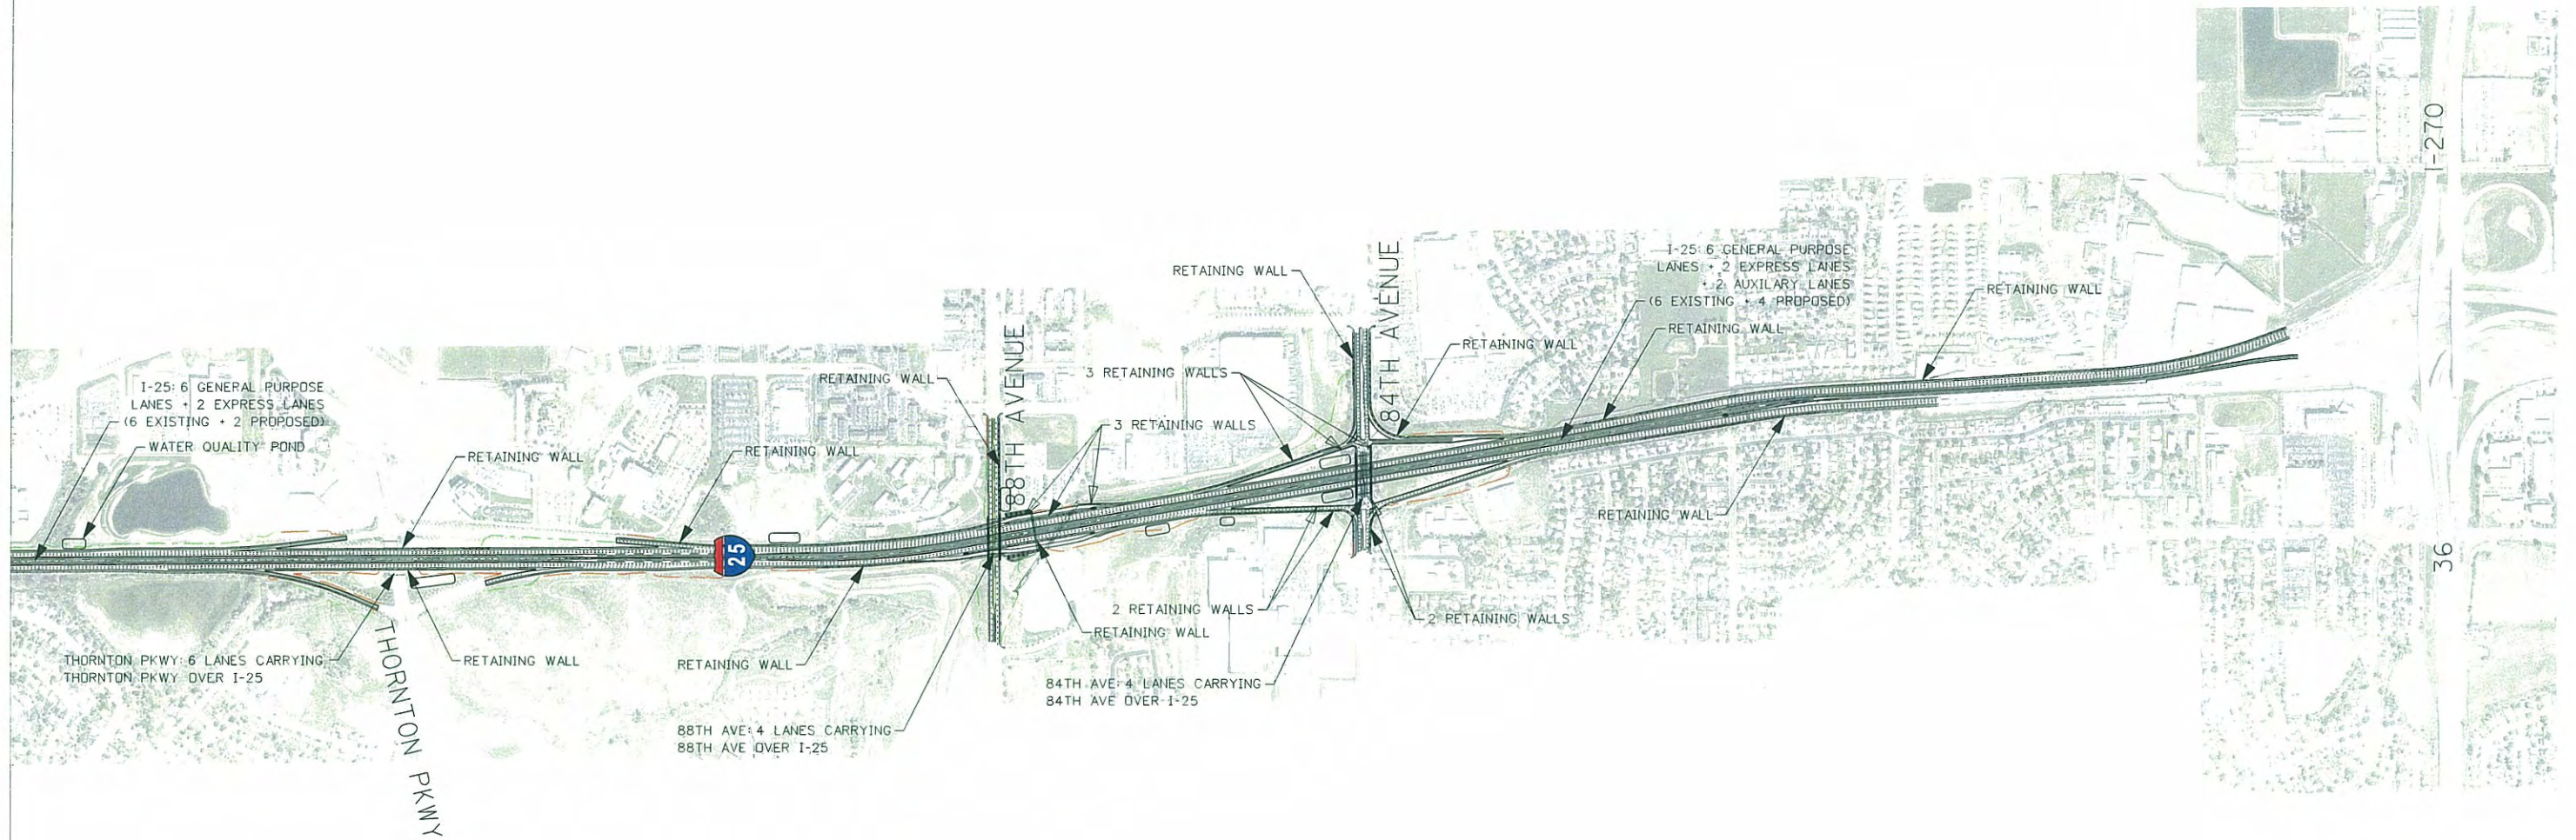 I-270
RETAINING WALL
84TH AVENUE
I-25: 6 GENERAL PURPOSE
LANES + 2 EXPRESS LANES
+ 2 AUXILARY LANES
(6 EXISTING + 4 PROPOSED)
RETAINING WALL
RETAINING WALL
RETAINING WALL
88TH AVENUE
3 RETAINING WALLS
RETAINING WALL
I-25: 6 GENERAL PURPOSE
LANES + 2 EXPRESS LANES
(6 EXISTING + 2 PROPOSED)
WATER QUALITY POND
RETAINING WALL
RETAINING WALL
3 RETAINING WALLS
RETAINING WALL
25
36
2 RETAINING WALLS
2 RETAINING WALLS
RETAINING WALL
THORNTON PKWY: 6 LANES CARRYING
THORNTON PKWY OVER I-25
THORNTON PKWY
RETAINING WALL
RETAINING WALL
84TH AVE: 4 LANES CARRYING
84TH AVE OVER I-25
88TH AVE: 4 LANES CARRYING
88TH AVE OVER I-25